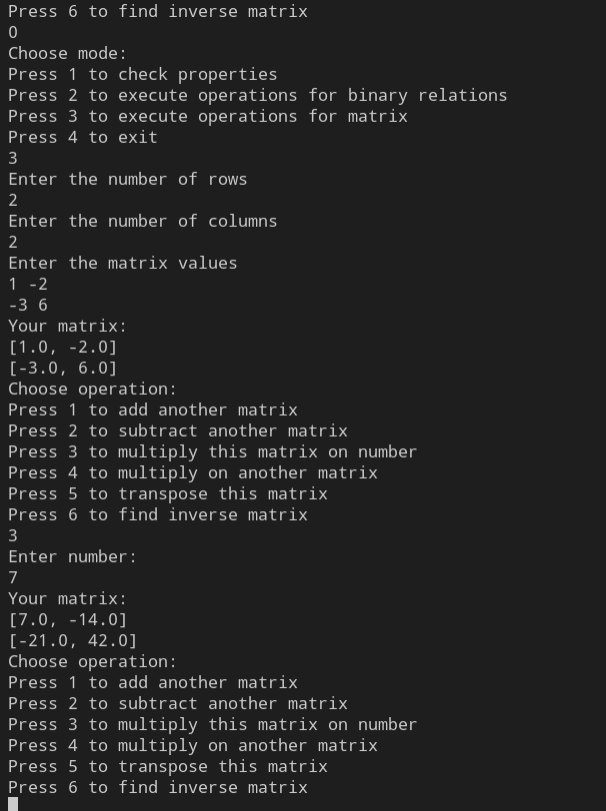 Press 6 to find inverse matrix
0
Choose mode:
Press 1 to check properties
Press 2 to execute operations for binary relations
Press 3 to execute operations for matrix
Press 4 to exit
3
Enter the number of rows
2
Enter the number of columns
2
Enter the matrix values
1 -2
-3 6
Your matrix:
[1.0, -2.0]
[-3.0, 6.0]
Choose operation:
Press 1 to add another matrix
Press 2 to subtract another matrix
Press 3 to multiply this matrix on number
Press 4 to multiply on another matrix
Press 5 to transpose this matrix
Press 6 to find inverse matrix
3
Enter number:
7
Your matrix:
[7.0, -14.0]
[-21.0, 42.0]
Choose operation:
Press 1 to add another matrix
Press 2 to subtract another matrix
Press 3 to multiply this matrix on number
Press 4 to multiply on another matrix
Press 5 to transpose this matrix
Press 6 to find inverse matrix